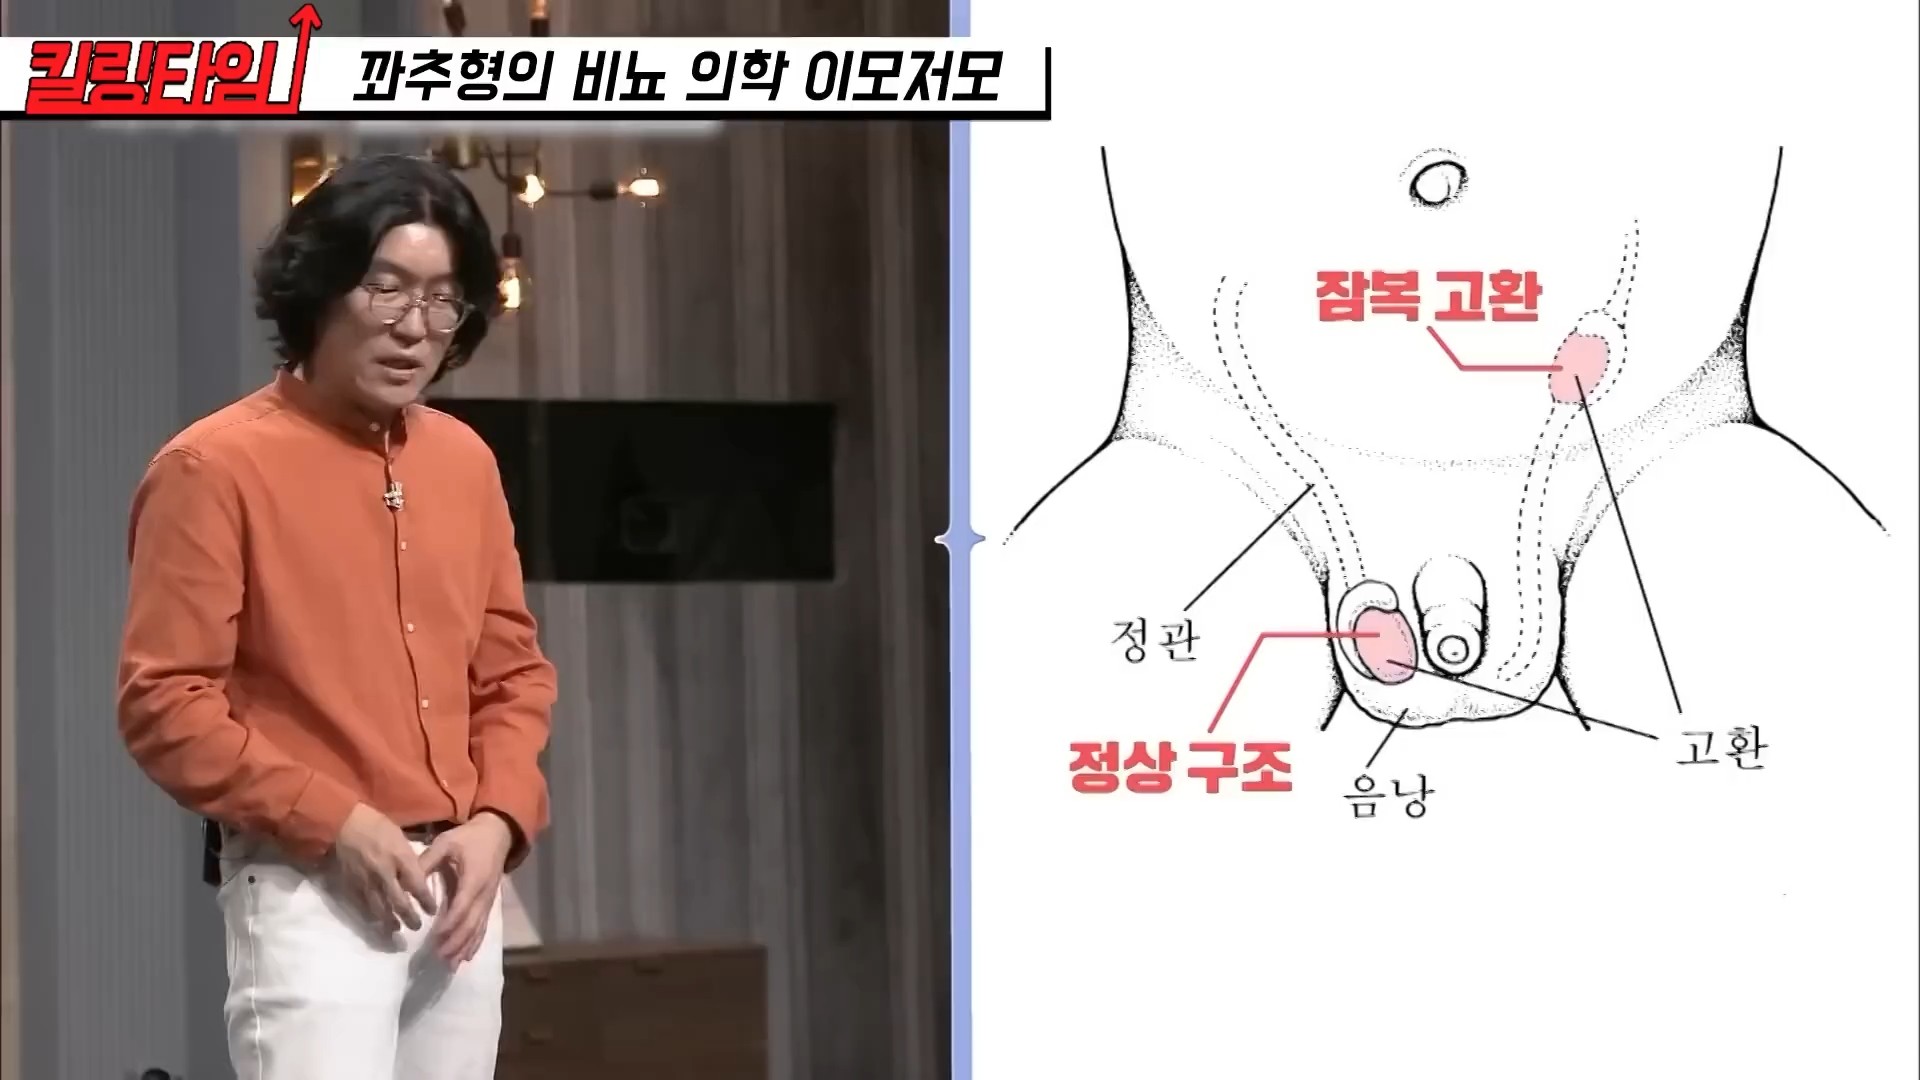 킬링타임
꽈추형의 비뇨 의학 이모저모
잠복 고환
정관
정상 구조
음낭
고환